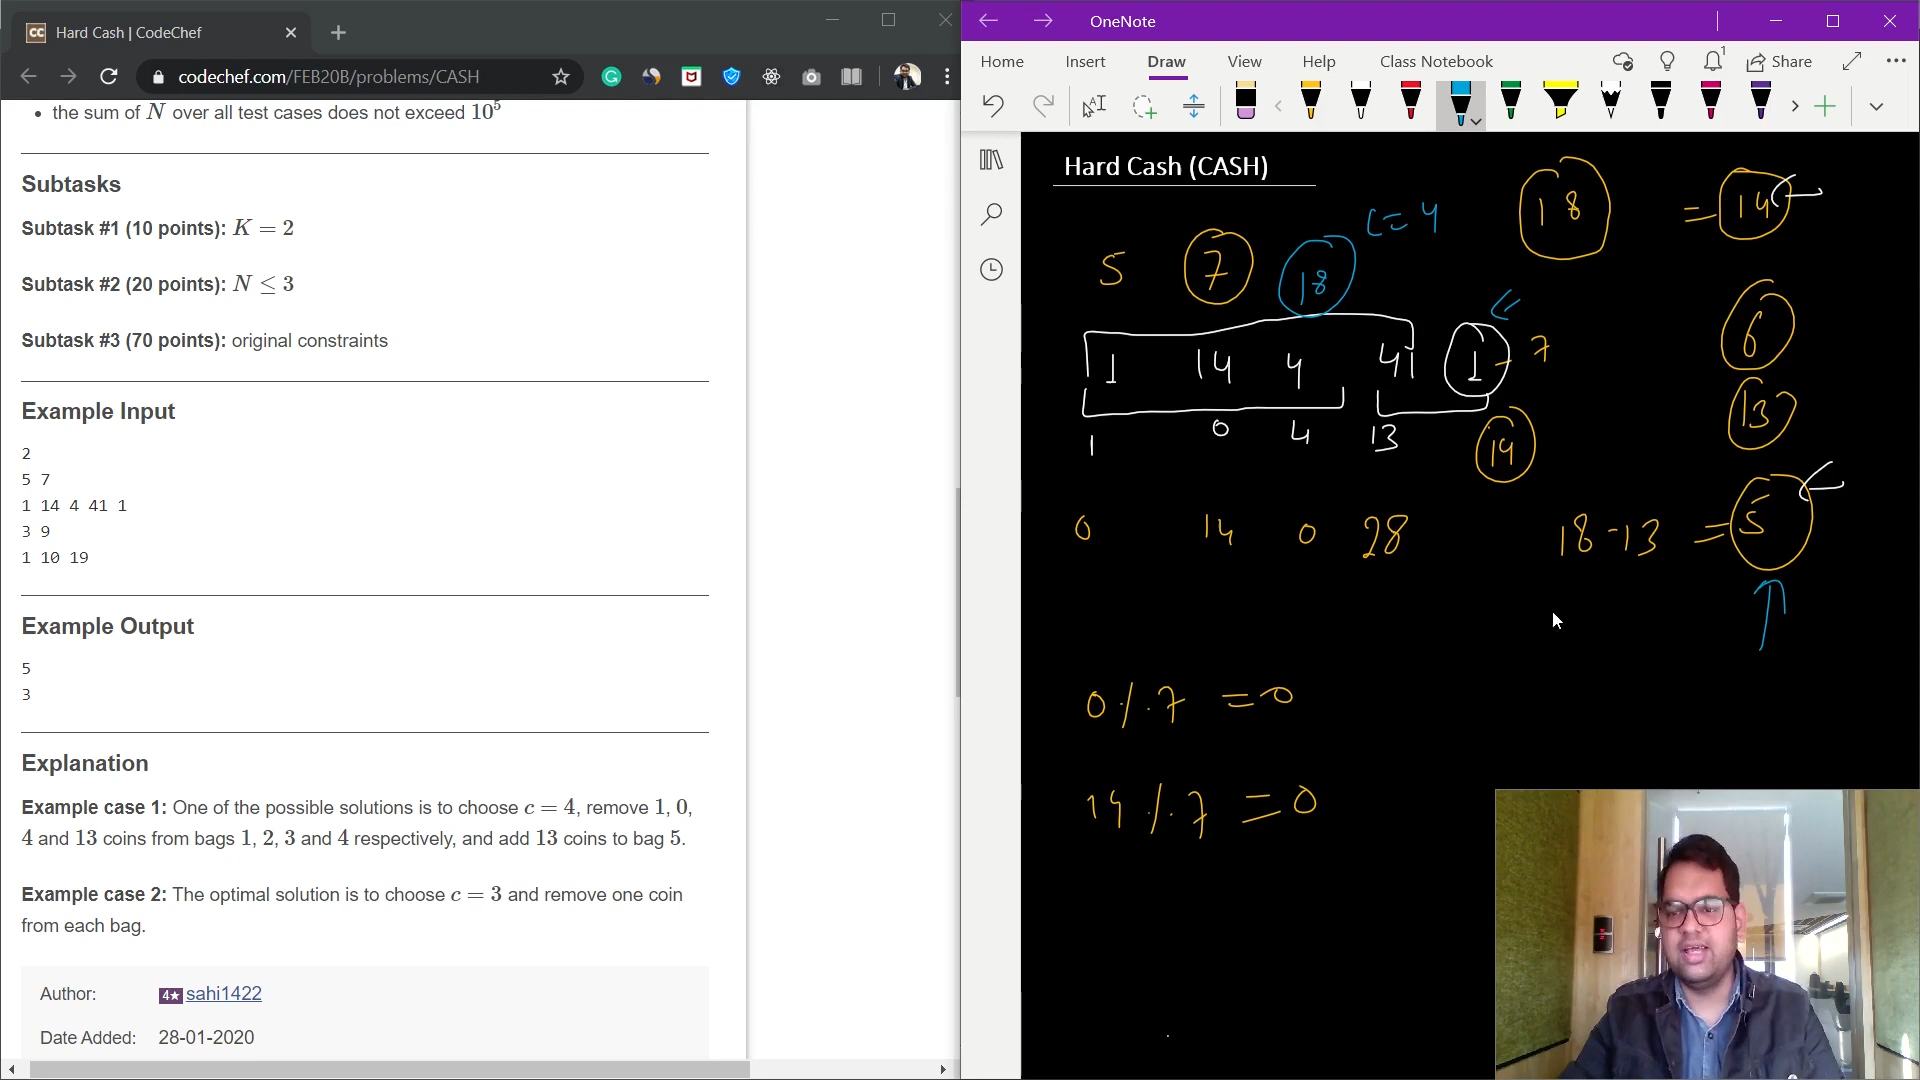 Hard Cash | CodeChef
codechef.com/FEB20B/problems/CASH
• the sum of N over all test cases does not exceed 10⁵
Subtasks
Subtask #1 (10 points): K = 2
Subtask #2 (20 points): N ≤ 3
Subtask #3 (70 points): original constraints
Example Input
2
5 7
1 14 4 41 1
3 9
1 10 19
Example Output
5
3
Explanation
Example case 1: One of the possible solutions is to choose c = 4, remove 1, 0,
4 and 13 coins from bags 1, 2, 3 and 4 respectively, and add 13 coins to bag 5.
Example case 2: The optimal solution is to choose c = 3 and remove one coin
from each bag.
Author: 4★ sahi1422
Date Added: 28-01-2020
OneNote
Home Insert Draw View Help Class Notebook 1 Share
Hard Cash (CASH)
18 = 14
C = 4
5 7 18
6
1 14 4 41 1 - 7
13
1 0 4 13 14
0 14 0 28 18 - 13 = 5
0 % 7 = 0
14 % 7 = 0